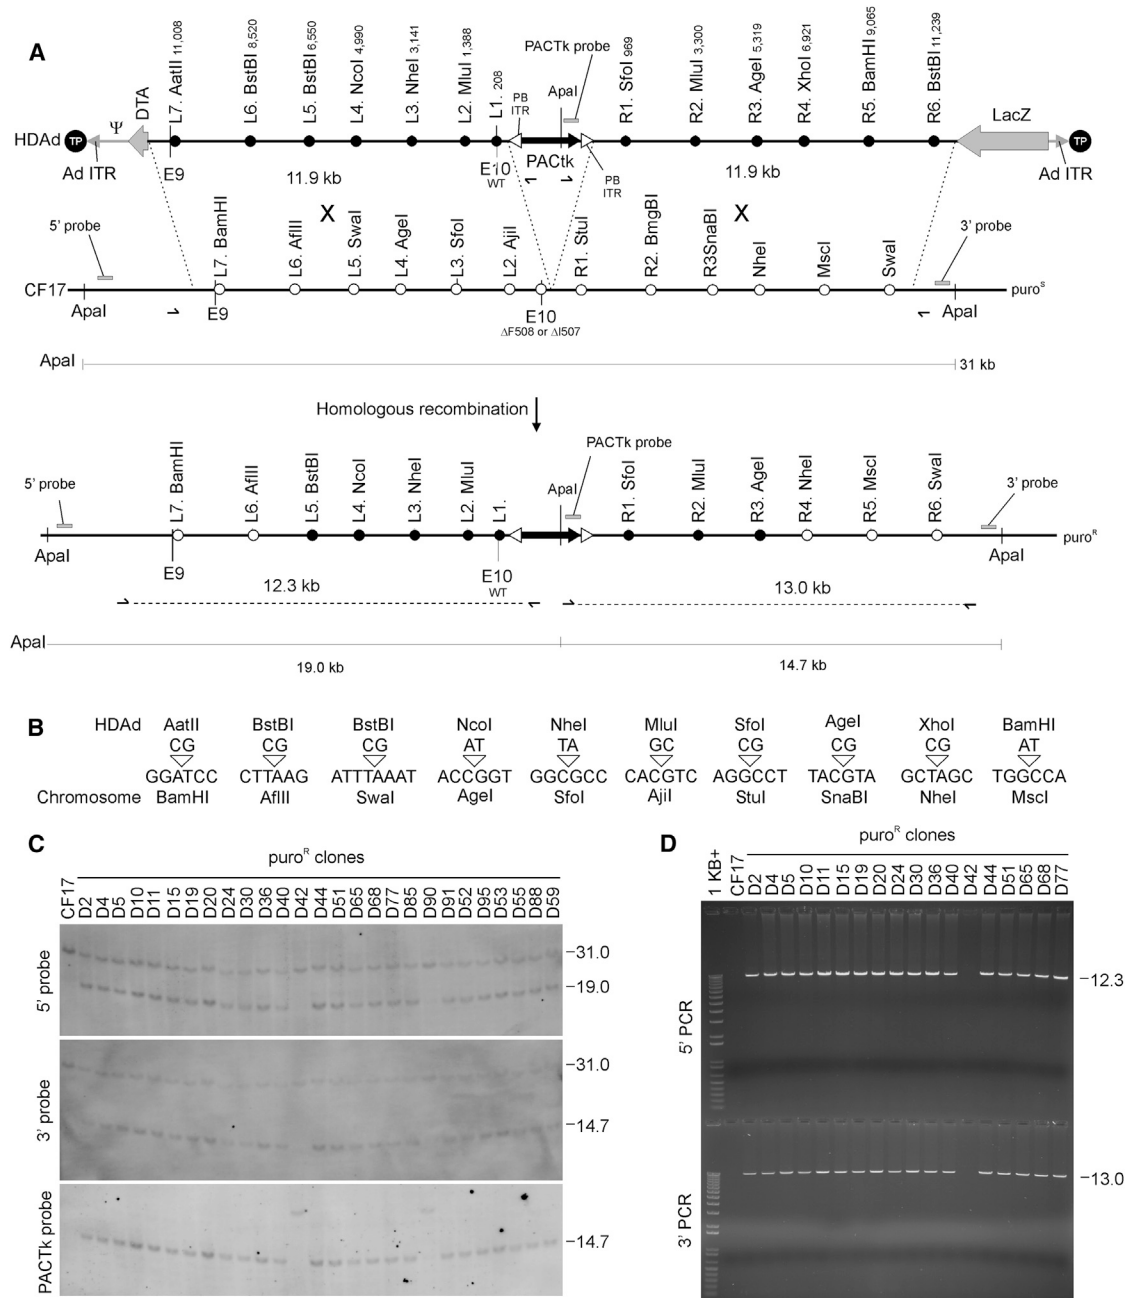 A
L7. AatII 11,008
L6. BstBI 8,520
L5. BstBI 6,550
L4. NcoI 4,990
L3. NheI 3,141
L2. MluI 1,388
L1. 208
PACTk probe
ApaI
R1. SfoI 969
R2. MluI 3,300
R3. AgeI 5,319
R4. XhoI 6,921
R5. BamHI 9,065
R6. BstBI 11,239
HDAd TP Ψ DTA PB ITR LacZ TP
Ad ITR E9 11.9 kb E10 WT PACtk PB ITR 11.9 kb Ad ITR
5' probe X X 3' probe
L7. BamHI
L6. AflII
L5. SwaI
L4. AgeI
L3. SfoI
L2. AjiI
R1. StuI
R2. BmgBI
R3SnaBI
NheI
MscI
SwaI
CF17 puroS
ApaI E9 E10 ApaI
ΔF508 or ΔI507
ApaI 31 kb
Homologous recombination
PACTk probe
5' probe ApaI 3' probe
L7. BamHI
L6. AflII
L5. BstBI
L4. NcoI
L3. NheI
L2. MluI
L1.
R1. SfoI
R2. MluI
R3. AgeI
R4. NheI
R5. MscI
R6. SwaI
puroR
ApaI E9 E10 WT ApaI
12.3 kb 13.0 kb
ApaI
19.0 kb 14.7 kb
B
HDAd AatII BstBI BstBI NcoI NheI MluI SfoI AgeI XhoI BamHI
CG CG CG AT TA GC CG CG CG AT
GGATCC CTTAAG ATTTAAAT ACCGGT GGCGCC CACGTC AGGCCT TACGTA GCTAGC TGGCCA
Chromosome BamHI AflII SwaI AgeI SfoI AjiI StuI SnaBI NheI MscI
C
puroR clones
CF17 D2 D4 D5 D10 D11 D15 D19 D20 D24 D30 D36 D40 D42 D44 D51 D65 D68 D77 D85 D90 D91 D52 D95 D53 D55 D88 D59
5' probe
31.0
19.0
3' probe
31.0
14.7
PACTk probe
14.7
D
puroR clones
1 KB+ CF17 D2 D4 D5 D10 D11 D15 D19 D20 D24 D30 D36 D40 D42 D44 D51 D65 D68 D77
5' PCR
12.3
3' PCR
13.0